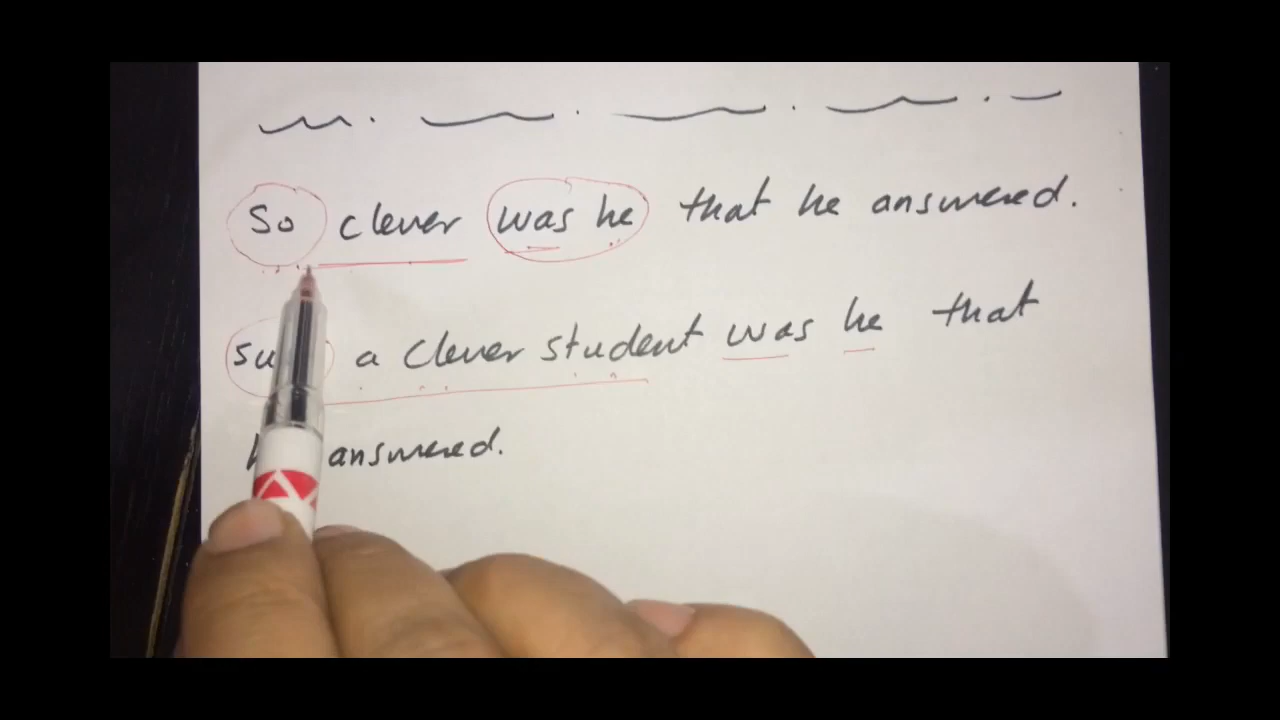 So clever was he that he answered.
a clever student was he that
answered.